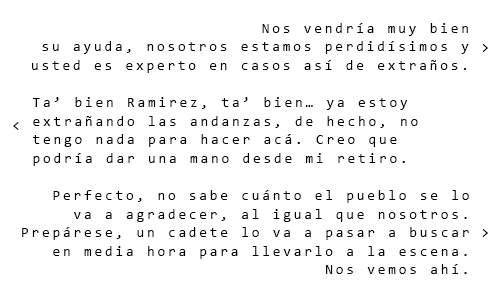 Nos vendría muy bien
su ayuda, nosotros estamos perdidísimos y >
usted es experto en casos así de extraños.
Ta’ bien Ramirez, ta’ bien… ya estoy
< extrañando las andanzas, de hecho, no
tengo nada para hacer acá. Creo que
podría dar una mano desde mi retiro.
Perfecto, no sabe cuánto el pueblo se lo
va a agradecer, al igual que nosotros.
Prepárese, un cadete lo va a pasar a buscar >
en media hora para llevarlo a la escena.
Nos vemos ahí.